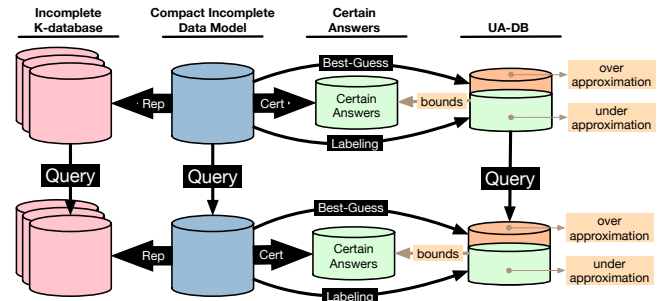 Incomplete
K-database
Compact Incomplete
Data Model
Certain
Answers
UA-DB
Best-Guess
over
approximation
Rep
Cert
Certain
Answers
bounds
under
approximation
Labeling
Query
Query
Query
Best-Guess
over
approximation
Rep
Cert
Certain
Answers
bounds
under
approximation
Labeling